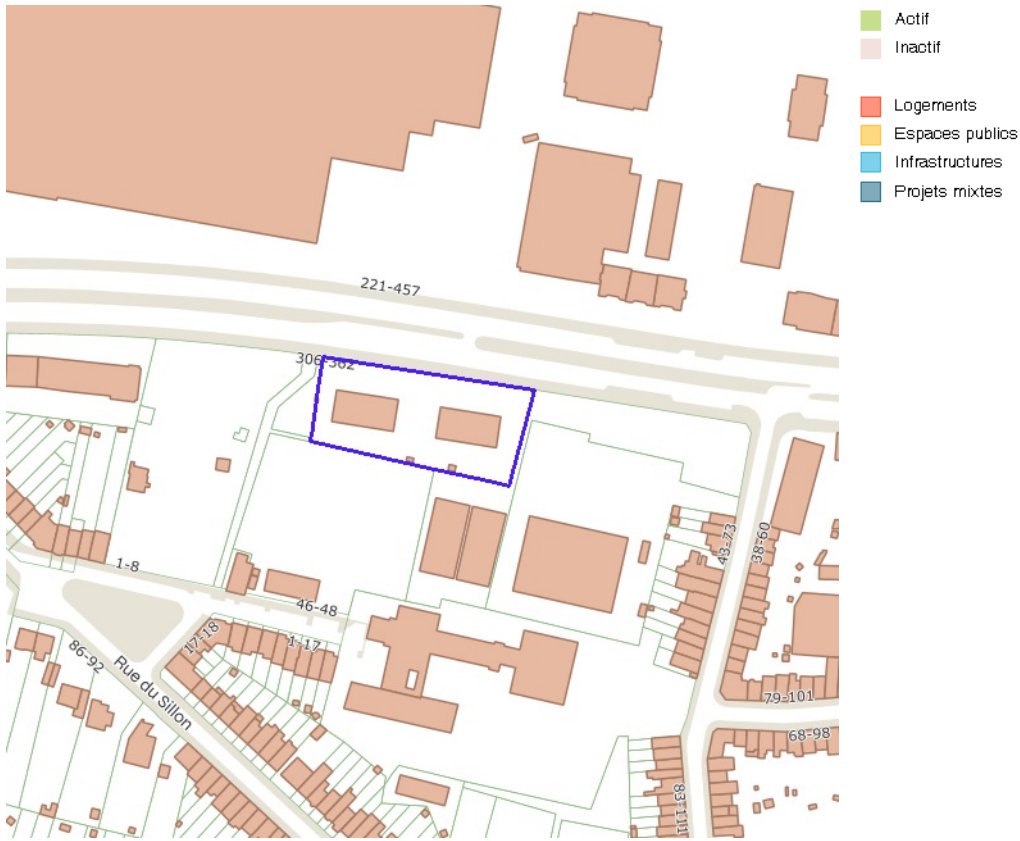 Actif
Inactif
Logements
Espaces publics
Infrastructures
Projets mixtes
221-457
306-362
43-73
38-60
1-8
46-48
17-18
1-17
86-92
Rue du Sillon
79-101
68-98
83-111